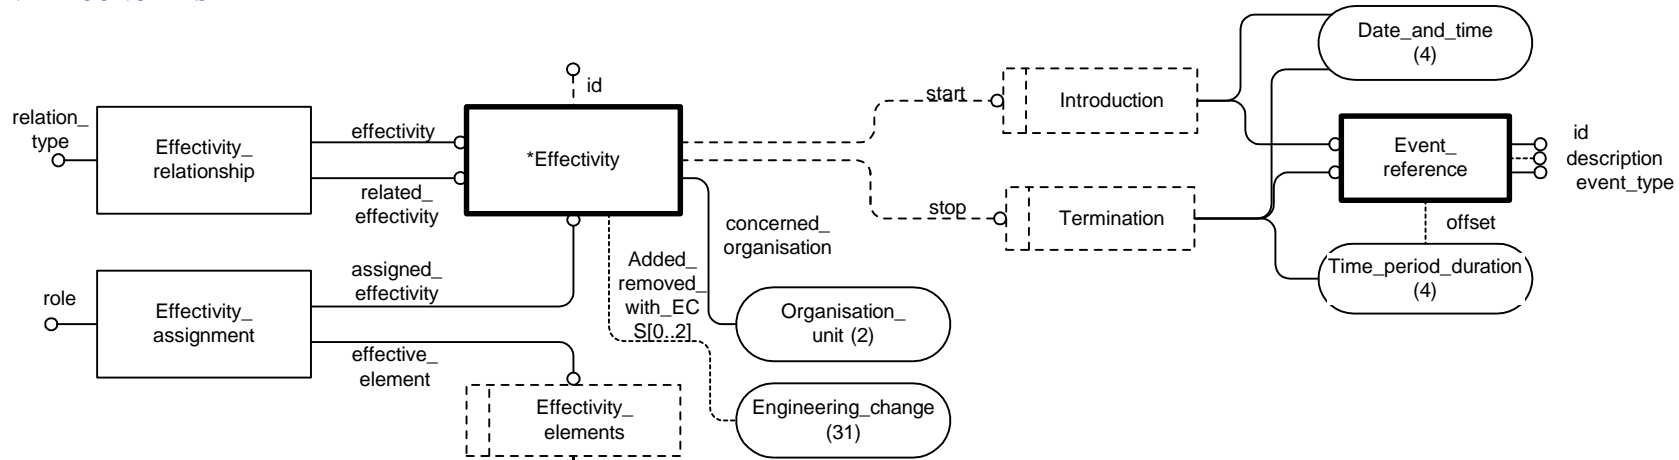 Date_and_time
(4)
id
start
Introduction
relation_
type
effectivity
Effectivity_
relationship
*Effectivity
Event_
reference
id
description
event_type
related_
effectivity
stop
Termination
offset
concerned_
organisation
Added_
removed_
with_EC
S[0..2]
Time_period_duration
(4)
assigned_
effectivity
role
Effectivity_
assignment
Organisation_
unit (2)
effective_
element
Effectivity_
elements
Engineering_change
(31)